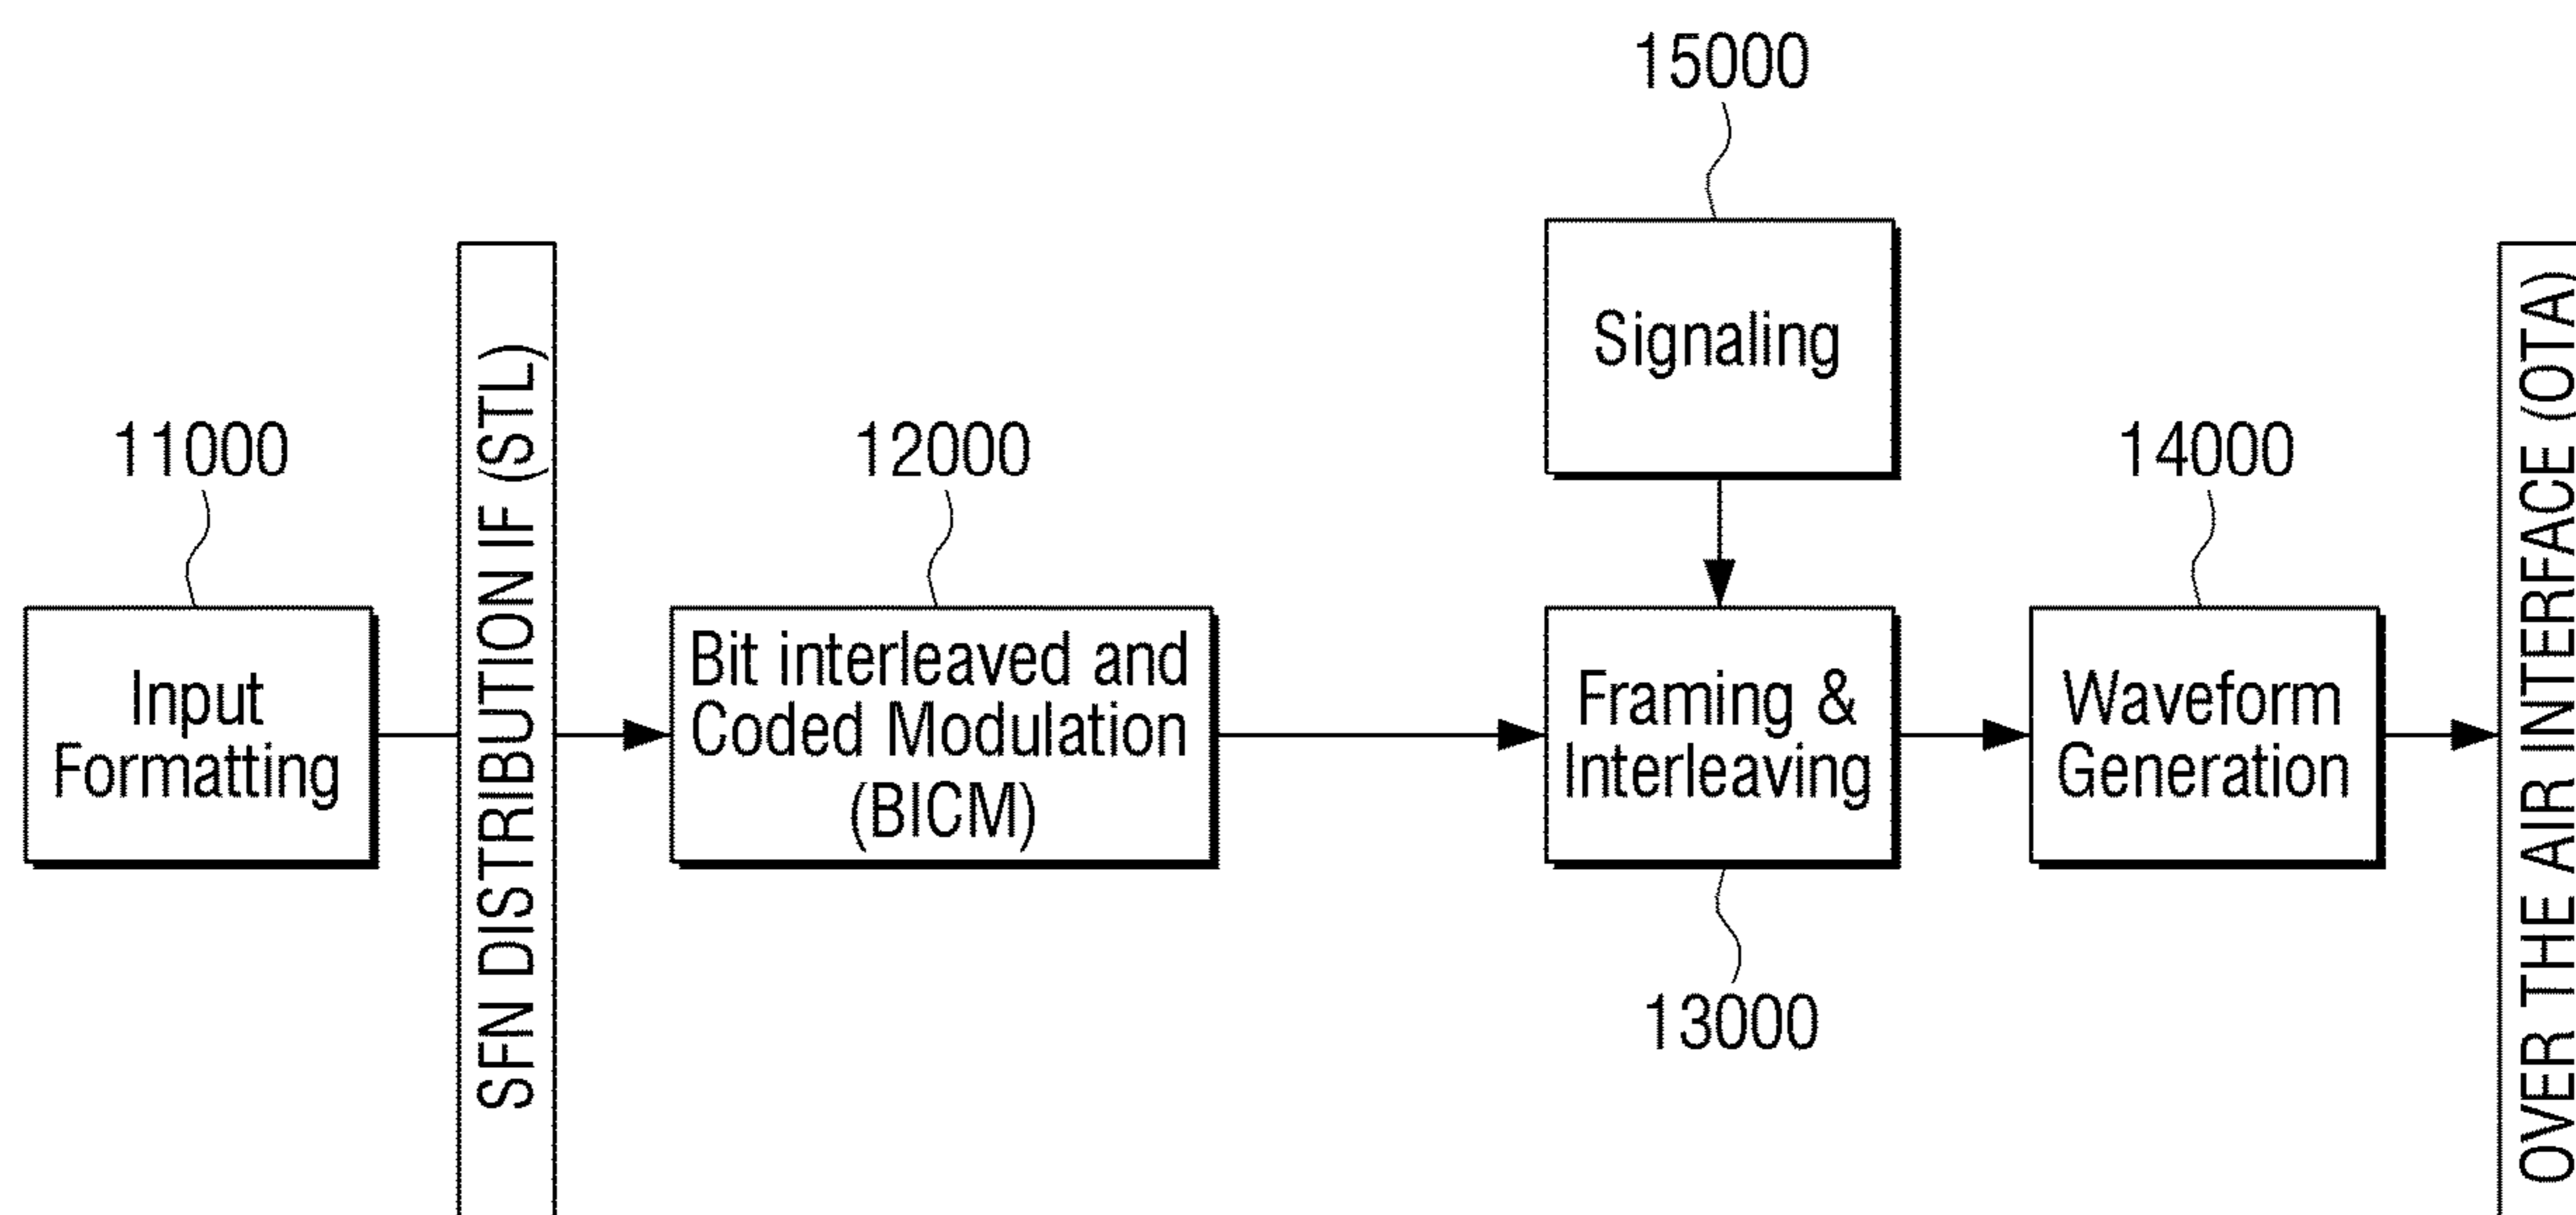 15000
Signaling
11000
Input
Formatting
SFN DISTRIBUTION IF (STL)
12000
Bit interleaved and
Coded Modulation
(BICM)
Framing &
Interleaving
13000
14000
Waveform
Generation
OVER THE AIR INTERFACE (OTA)